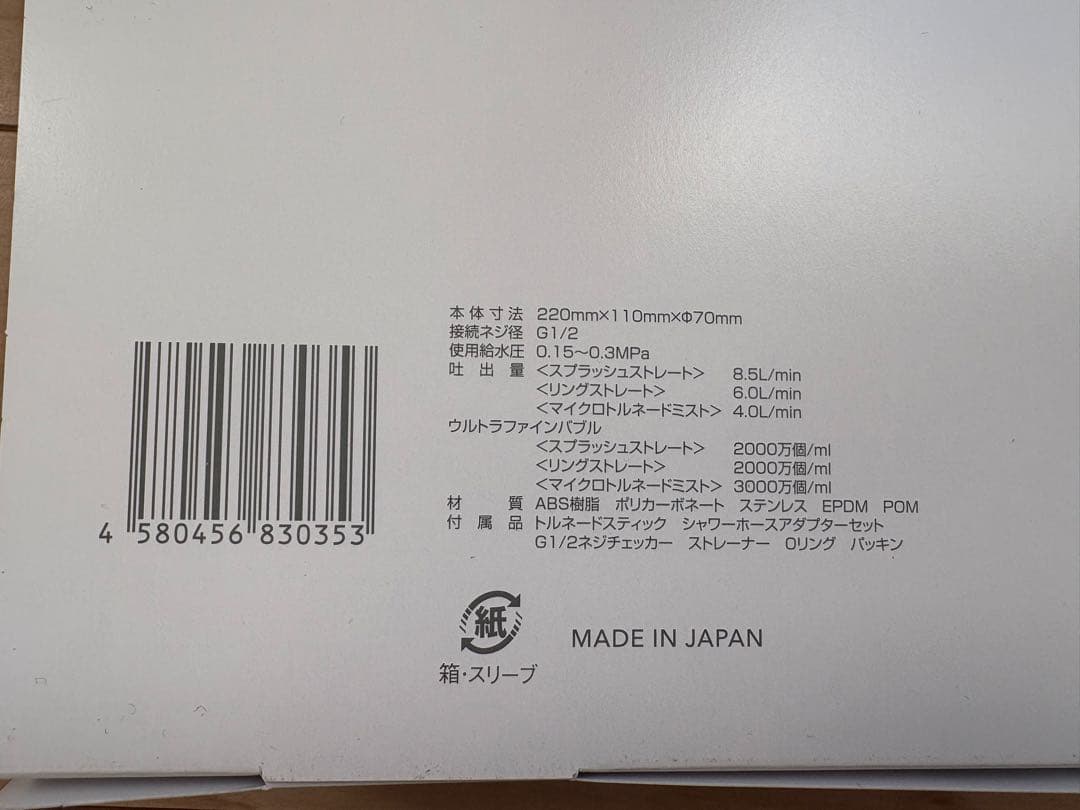 本体寸法 220mm×110mm×Φ70mm
接続ネジ径 G1/2
使用給水圧 0.15～0.3MPa
吐出量 <スプラッシュストレート> 8.5L/min
<リングストレート> 6.0L/min
<マイクロトルネードミスト> 4.0L/min
ウルトラファインバブル
<スプラッシュストレート> 2000万個/ml
<リングストレート> 2000万個/ml
<マイクロトルネードミスト> 3000万個/ml
材質 ABS樹脂 ポリカーボネート ステンレス EPDM POM
付属品 トルネードスティック シャワーホースアダプターセット
G1/2ネジチェッカー ストレーナー Oリング パッキン
4 580456 830353
紙
箱・スリーブ
MADE IN JAPAN